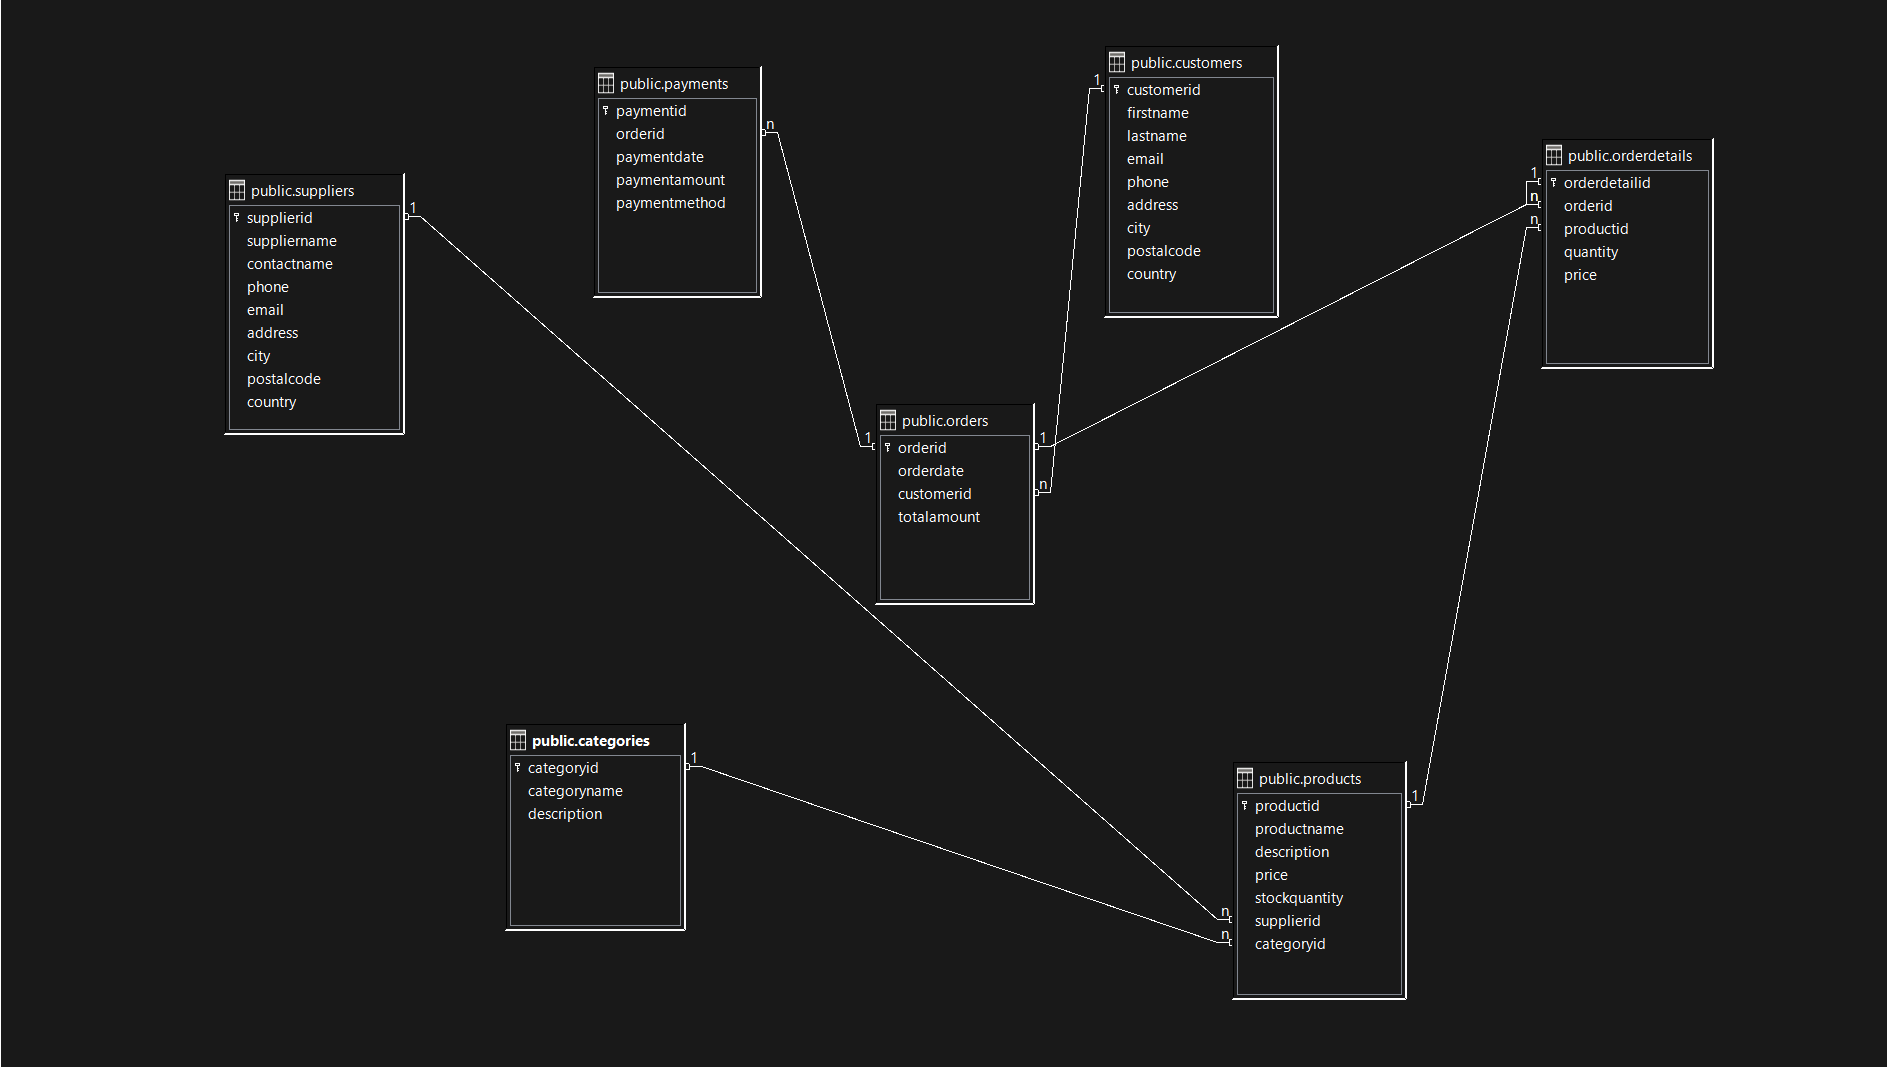 public.customers
customerid
firstname
lastname
email
phone
address
city
postalcode
country
1
public.payments
paymentid
orderid
paymentdate
paymentamount
paymentmethod
n
public.orderdetails
orderdetailid
orderid
productid
quantity
price
1
n
n
public.suppliers
supplierid
suppliername
contactname
phone
email
address
city
postalcode
country
1
public.orders
orderid
orderdate
customerid
totalamount
1
1
n
public.categories
categoryid
categoryname
description
1
public.products
productid
productname
description
price
stockquantity
supplierid
categoryid
1
n
n